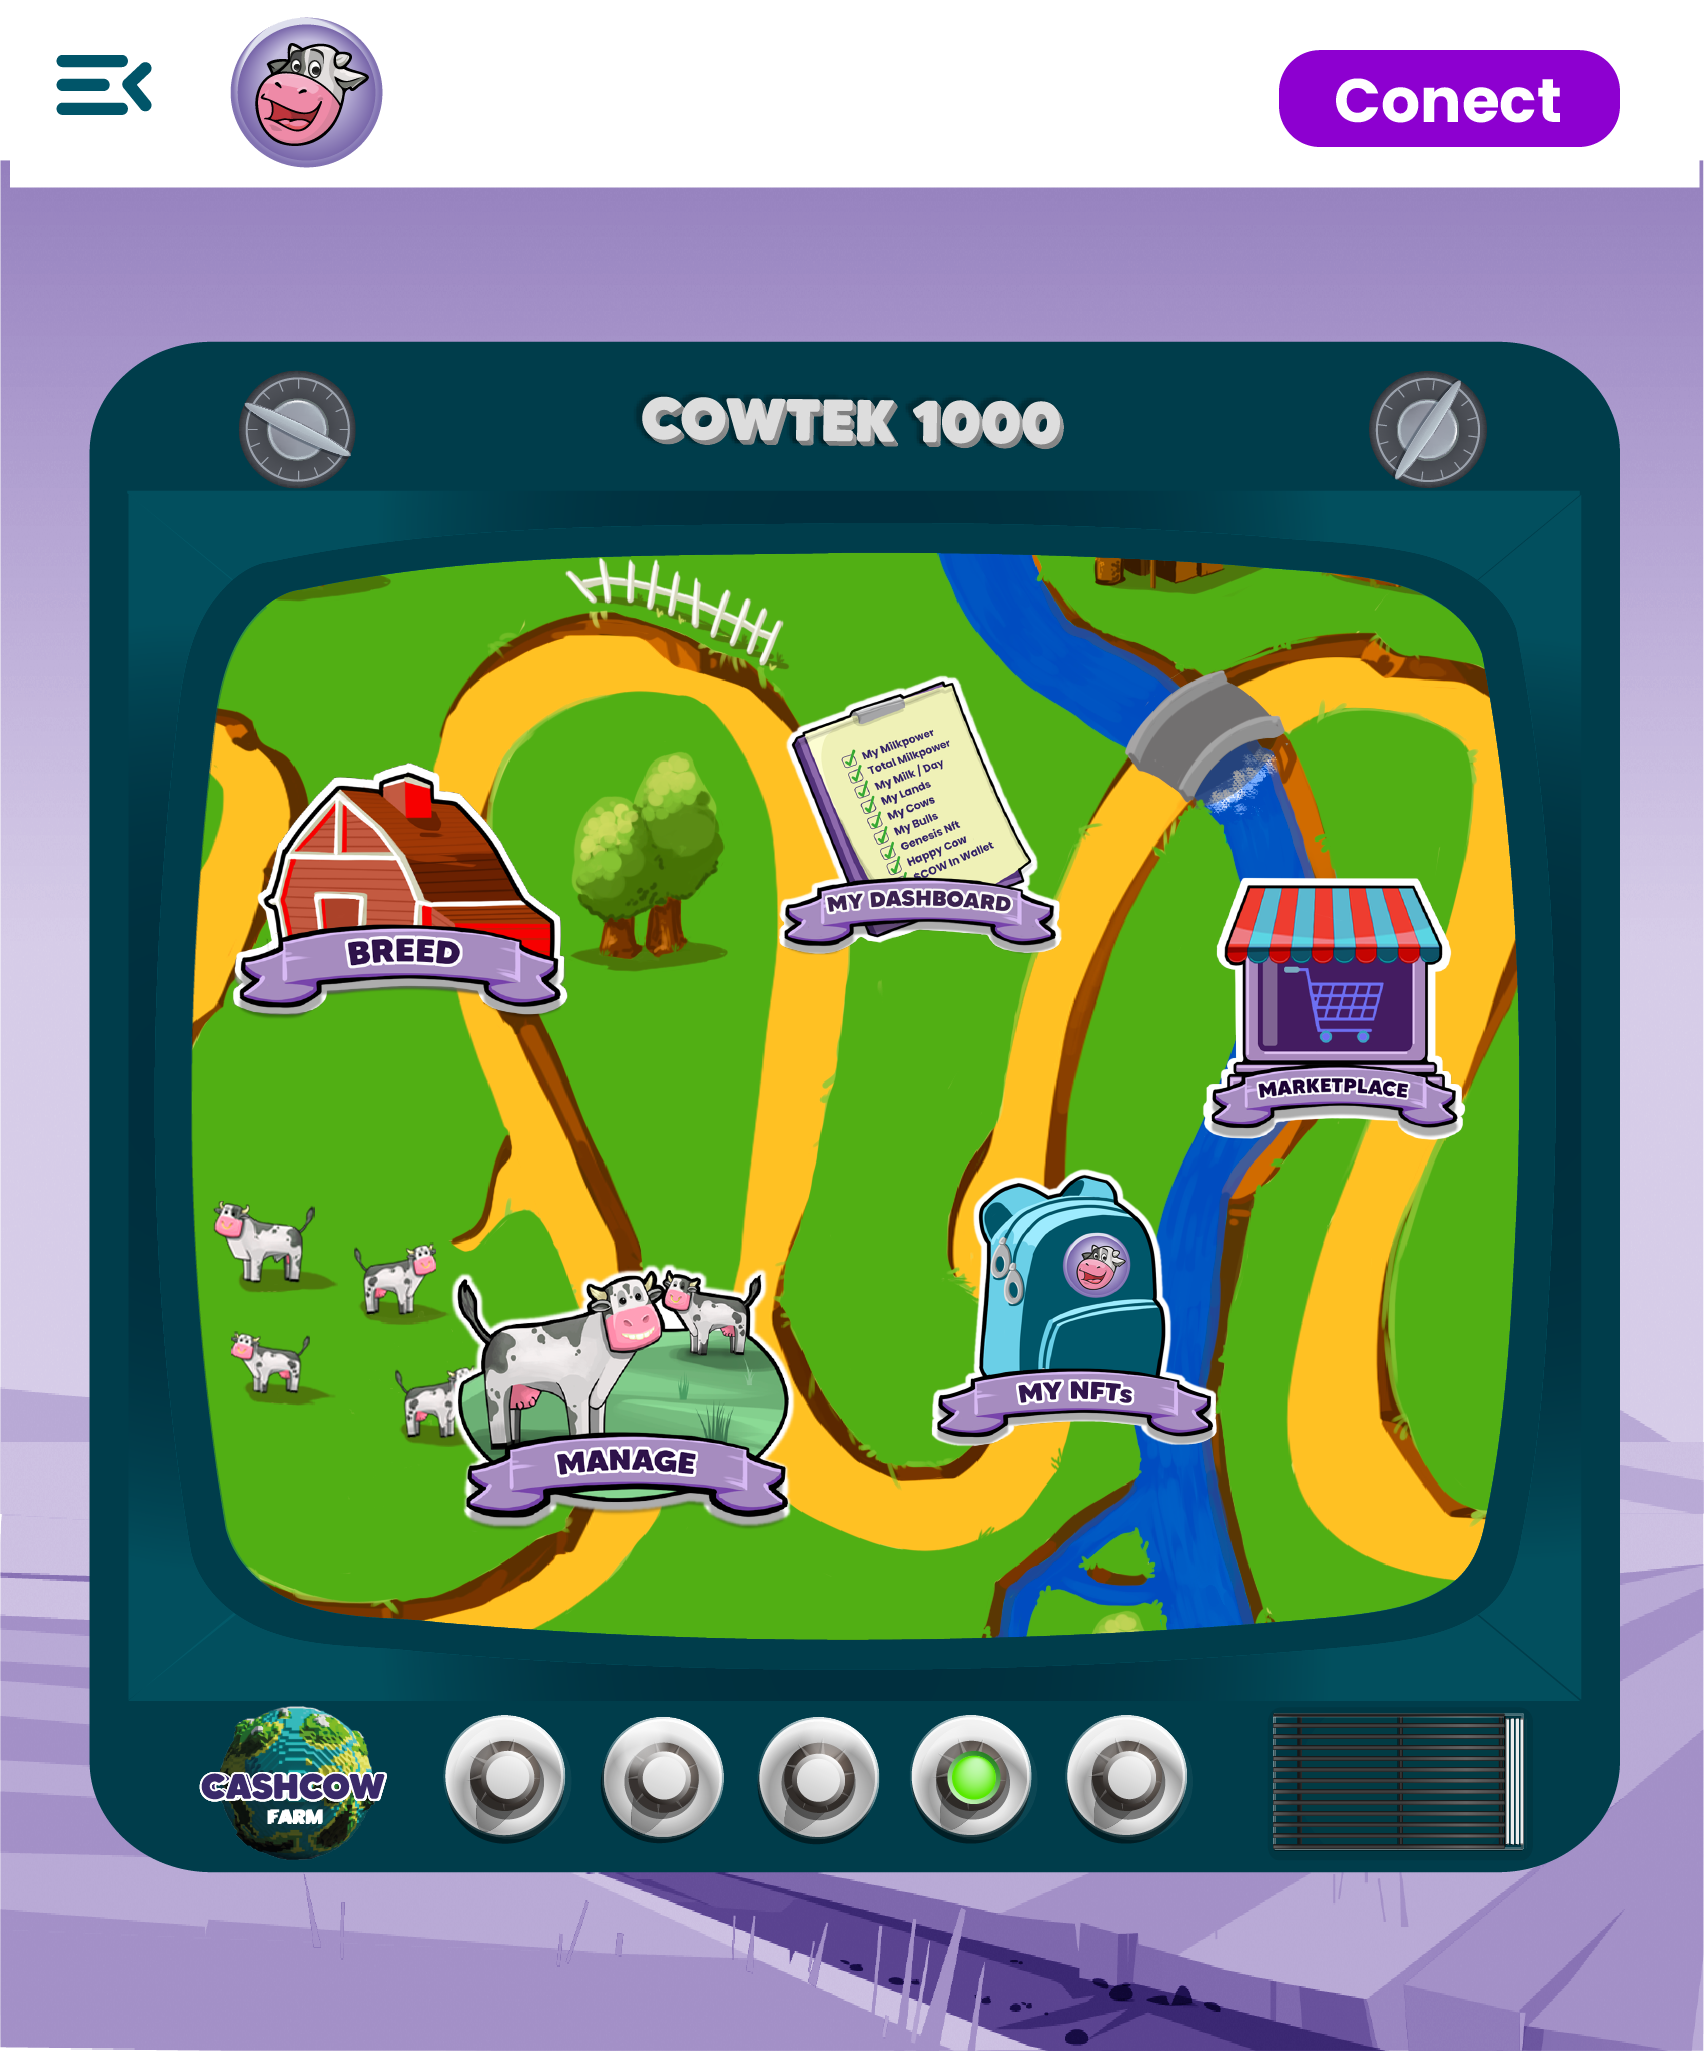 Conect
COWTEK 1000
My Milkpower
Total Milkpower
My Milk / Day
My Lands
My Cows
My Bulls
Genesis Nft
Happy Cow
$COW In Wallet
MY DASHBOARD
BREED
MARKETPLACE
MY NFTs
MANAGE
CASHCOW
FARM